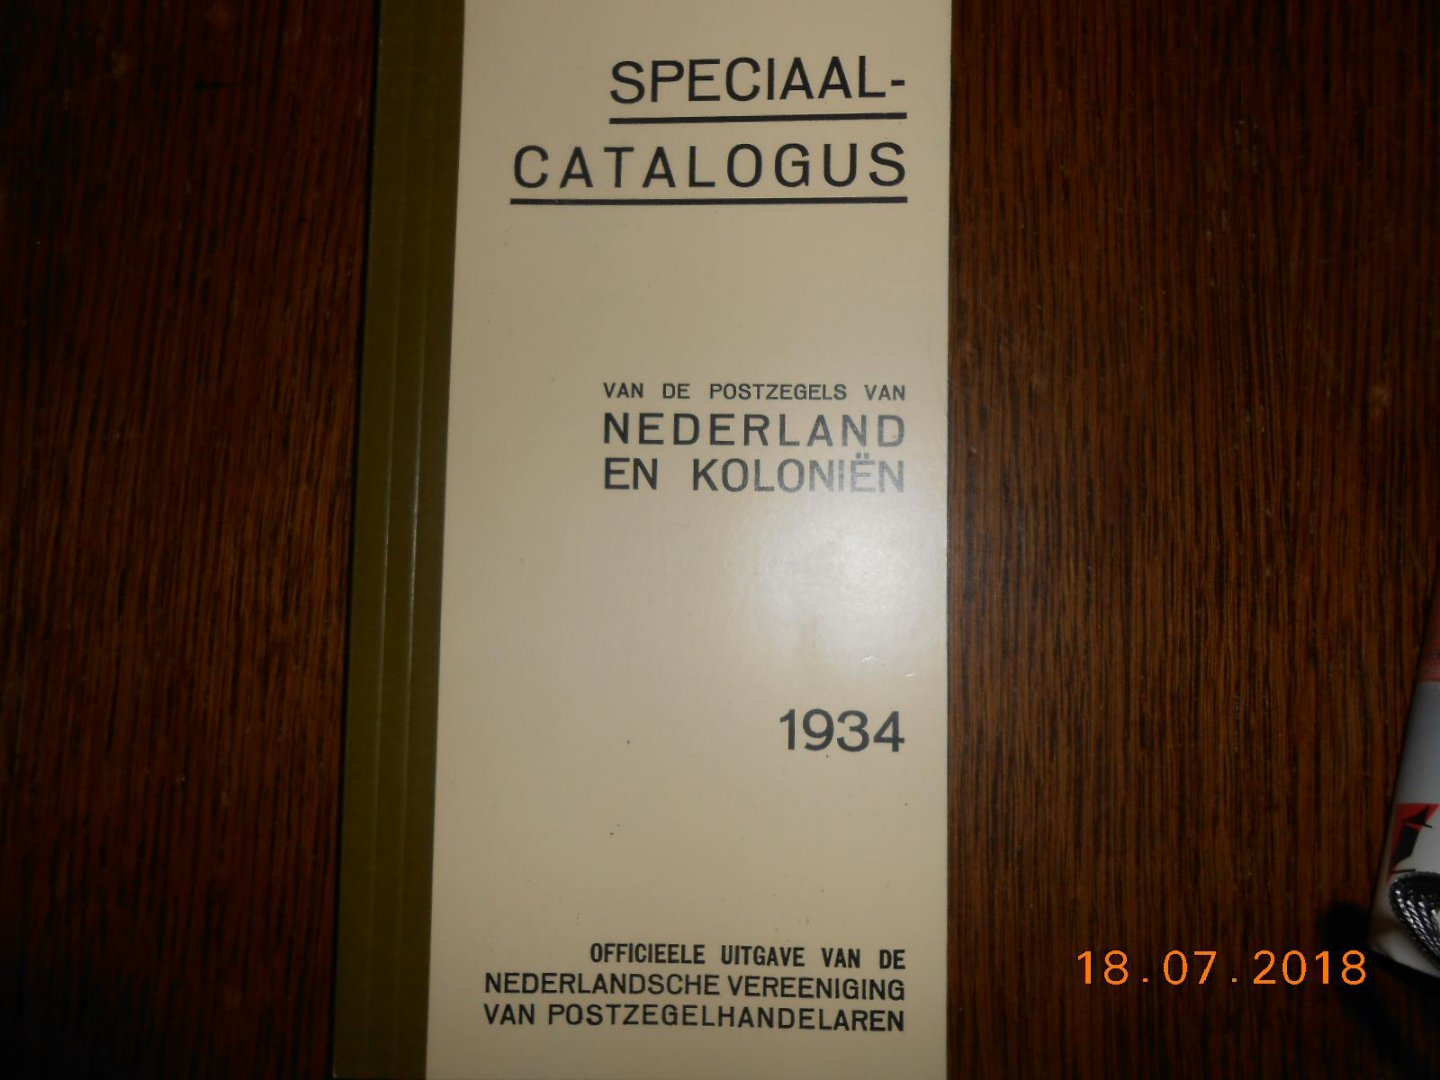 SPECIAAL-
CATALOGUS
VAN DE POSTZEGELS VAN
NEDERLAND
EN KOLONIËN
1934
OFFICIEELE UITGAVE VAN DE
NEDERLANDSCHE VEREENIGING
VAN POSTZEGELHANDELAREN
18.07.2018